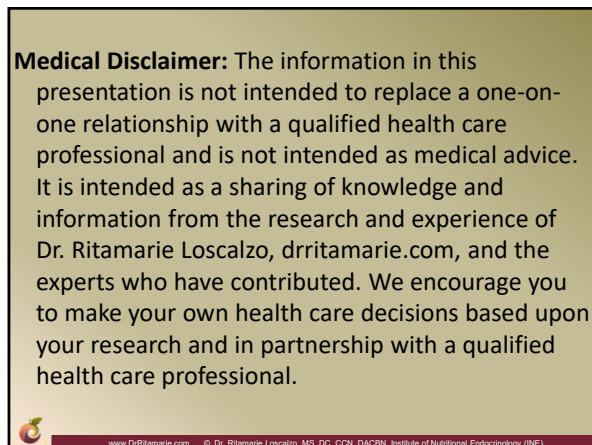 Medical Disclaimer: The information in this
presentation is not intended to replace a one-on-
one relationship with a qualified health care
professional and is not intended as medical advice.
It is intended as a sharing of knowledge and
information from the research and experience of
Dr. Ritamarie Loscalzo, drritamarie.com, and the
experts who have contributed. We encourage you
to make your own health care decisions based upon
your research and in partnership with a qualified
health care professional.
www.DrRitamarie.com © Dr. Ritamarie Loscalzo, MS, DC, CCN, DACBN, Institute of Nutritional Endocrinology (INE)